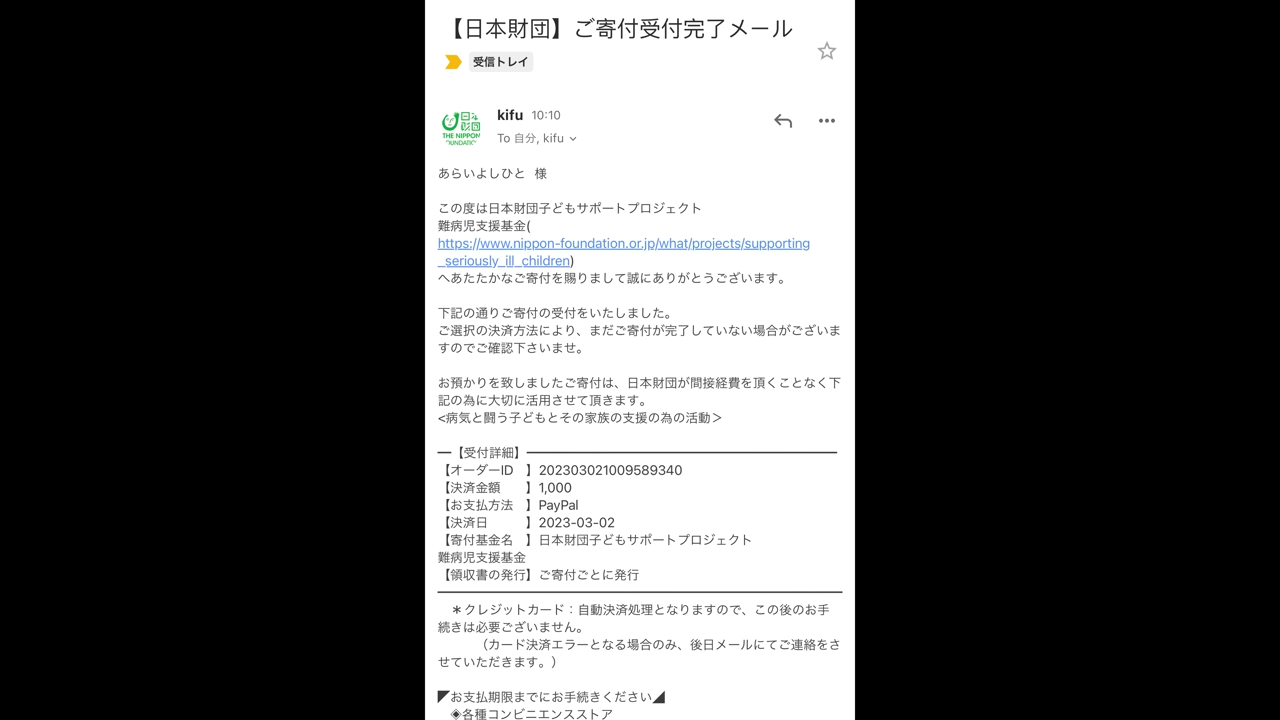 【日本財団】ご寄付受付完了メール
受信トレイ
kifu 10:10
To 自分, kifu
THE NIPPON
あらいよしひと 様
この度は日本財団子どもサポートプロジェクト
難病児支援基金(
https://www.nippon-foundation.or.jp/what/projects/supporting
_seriously_ill_children)
へあたたかなご寄付を賜りまして誠にありがとうございます。
下記の通りご寄付の受付をいたしました。
ご選択の決済方法により、まだご寄付が完了していない場合がございま
すのでご確認下さいませ。
お預かりを致しましたご寄付は、日本財団が間接経費を頂くことなく下
記の為に大切に活用させて頂きます。
<病気と闘う子どもとその家族の支援の為の活動＞
━【受付詳細】━━━━━━━━━━━━━━━━━━━━━━━━━
【オーダーID　】202303021009589340
【決済金額　　】1,000
【お支払方法　】PayPal
【決済日　　　】2023-03-02
【寄付基金名　】日本財団子どもサポートプロジェクト
難病児支援基金
【領収書の発行】ご寄付ごとに発行
＊クレジットカード：自動決済処理となりますので、この後のお手
続きは必要ございません。
（カード決済エラーとなる場合のみ、後日メールにてご連絡をさ
せていただきます。）
◤お支払期限までにお手続きください◢
◈各種コンビニエンスストア